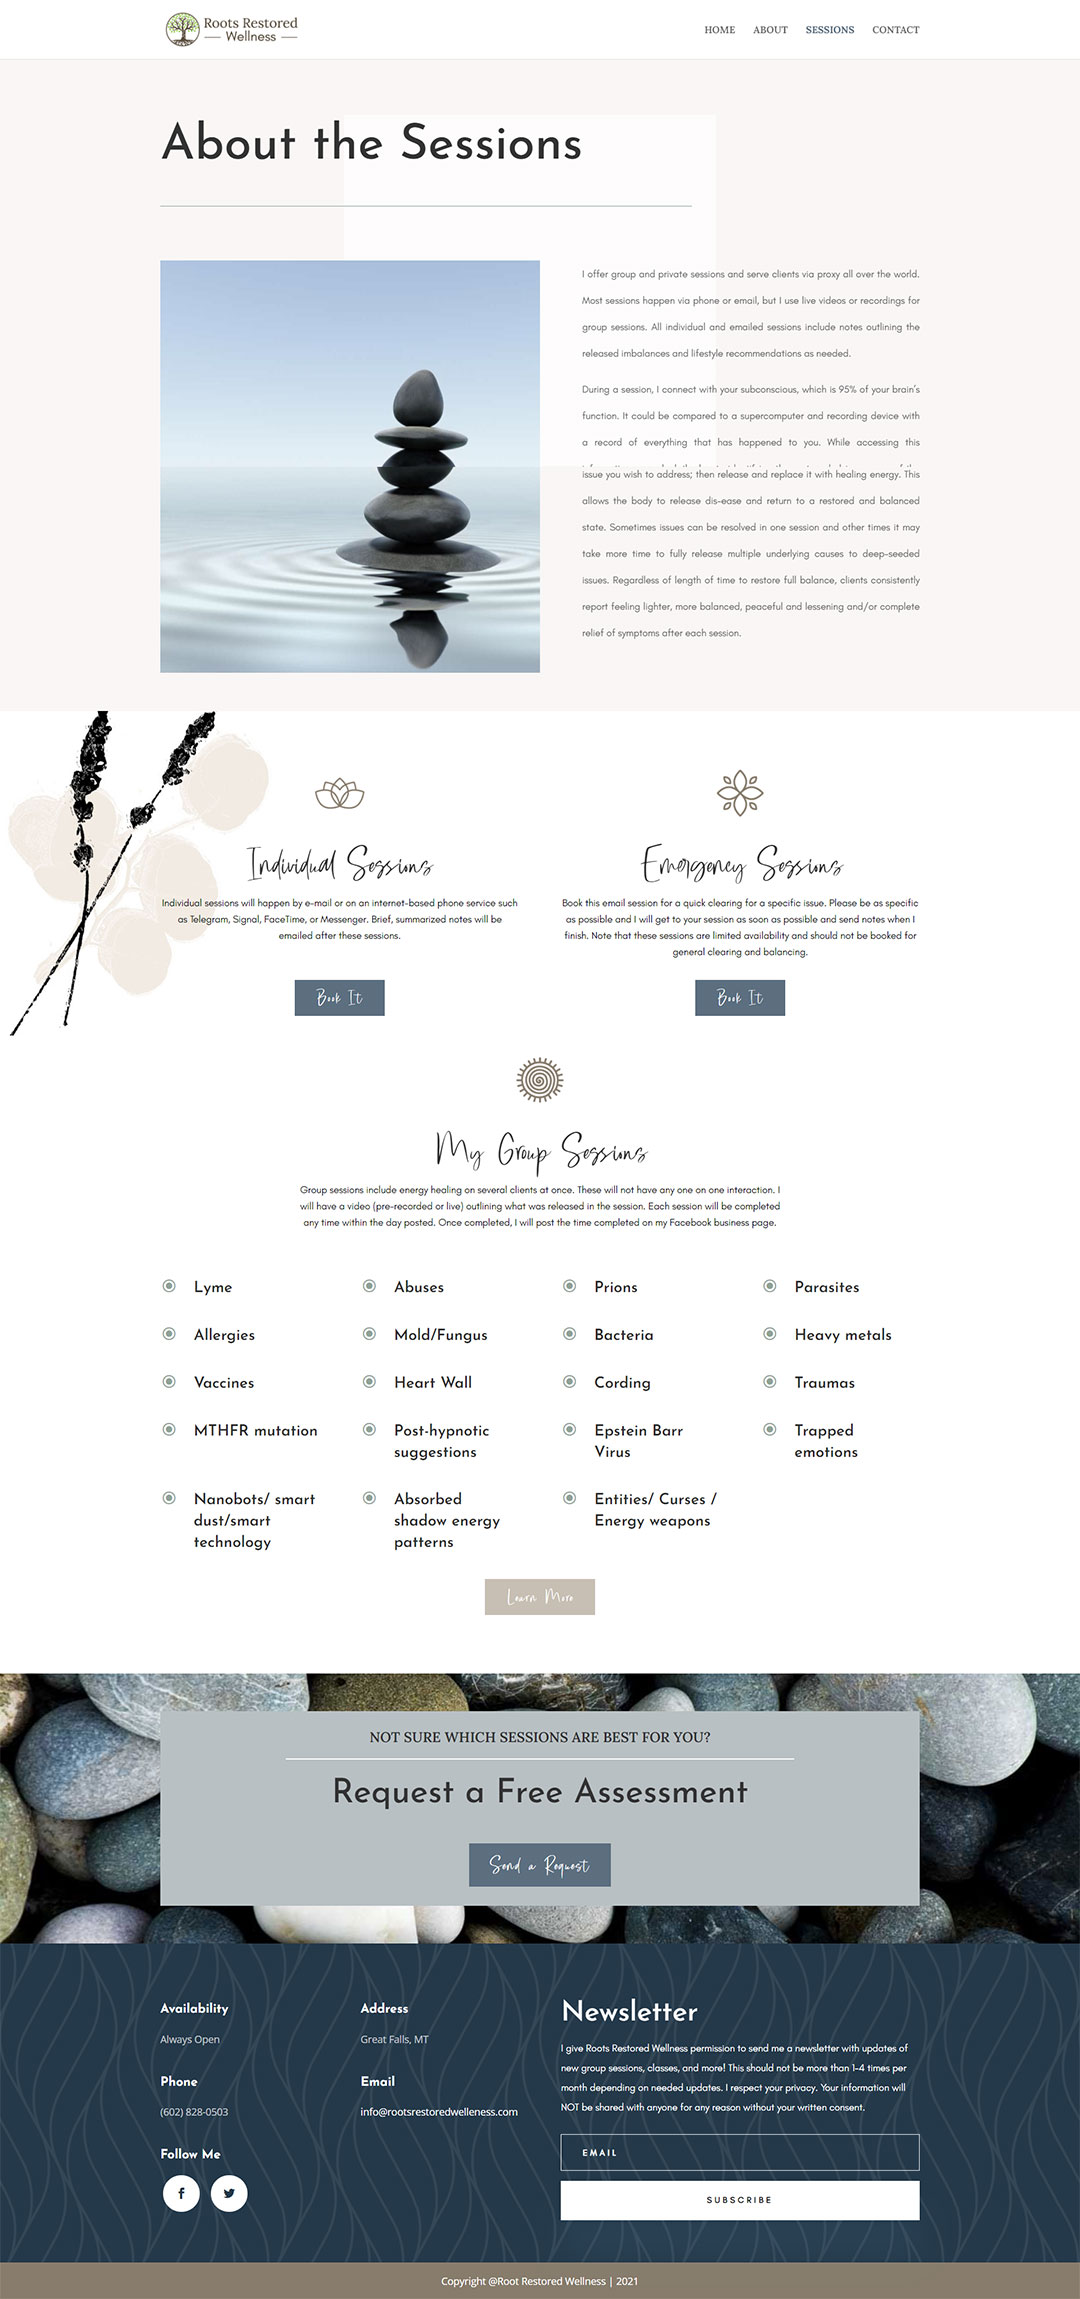 Roots Restored
Wellness
HOME
ABOUT
SESSIONS
CONTACT
About the Sessions
I offer group and private sessions and serve clients via proxy all over the world.
Most sessions happen via phone or email, but I use live videos or recordings for
group sessions. All individual and emailed sessions include notes outlining the
released imbalances and lifestyle recommendations as needed.
During a session, I connect with your subconscious, which is 95% of your brain's
function. It could be compared to a supercomputer and recording device with
a record of everything that has happened to you. While accessing this
issue you wish to address; then release and replace it with healing energy. This
allows the body to release dis-ease and return to a restored and balanced
state. Sometimes issues can be resolved in one session and other times it may
take more time to fully release multiple underlying causes to deep-seeded
issues. Regardless of length of time to restore full balance, clients consistently
report feeling lighter, more balanced, peaceful and lessening and/or complete
relief of symptoms after each session.
Individual Sessions
Individual sessions will happen by e-mail or on an internet-based phone service such
as Telegram, Signal, FaceTime, or Messenger. Brief, summarized notes will be
emailed after these sessions.
Book It
Emergency Sessions
Book this email session for a quick clearing for a specific issue. Please be as specific
as possible and I will get to your session as soon as possible and send notes when I
finish. Note that these sessions are limited availability and should not be booked for
general clearing and balancing.
Book It
My Group Sessions
Group sessions include energy healing on several clients at once. These will not have any one on one interaction. I
will have a video (pre-recorded or live) outlining what was released in the session. Each session will be completed
any time within the day posted. Once completed, I will post the time completed on my Facebook business page.
Lyme
Abuses
Prions
Parasites
Allergies
Mold/Fungus
Bacteria
Heavy metals
Vaccines
Heart Wall
Cording
Traumas
MTHFR mutation
Post-hypnotic
suggestions
Epstein Barr
Virus
Trapped
emotions
Nanobots/ smart
dust/smart
technology
Absorbed
shadow energy
patterns
Entities/ Curses /
Energy weapons
Learn More
NOT SURE WHICH SESSIONS ARE BEST FOR YOU?
Request a Free Assessment
Send a Request
Availability
Always Open
Phone
(602) 828-0503
Follow Me
Address
Great Falls, MT
Email
info@rootsrestoredwelleness.com
Newsletter
I give Roots Restored Wellness permission to send me a newsletter with updates of
new group sessions, classes, and more! This should not be more than 1-4 times per
month depending on needed updates. I respect your privacy. Your information will
NOT be shared with anyone for any reason without your written consent.
EMAIL
SUBSCRIBE
Copyright @Root Restored Wellness | 2021